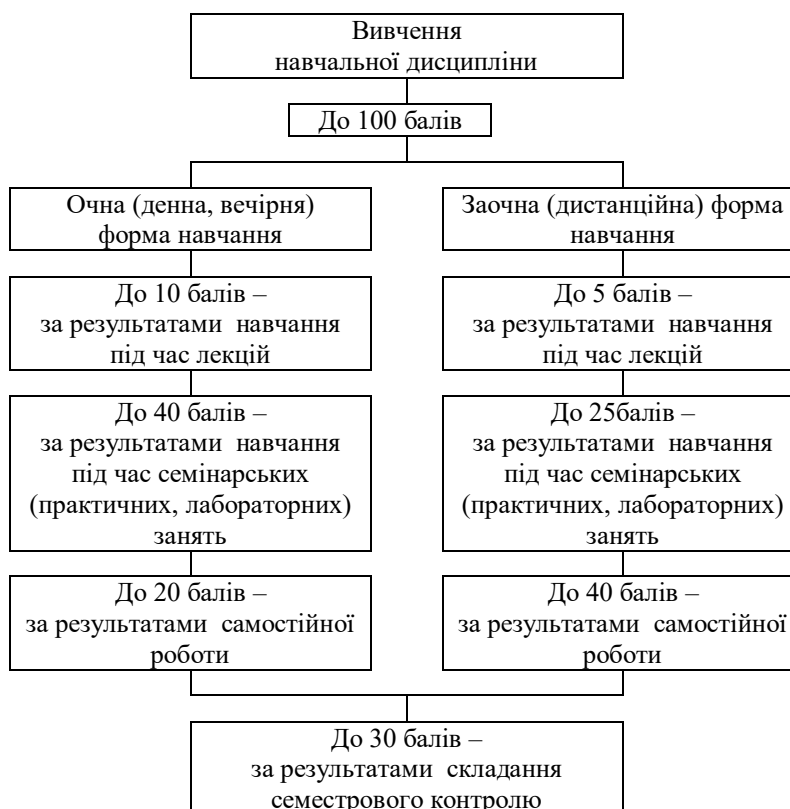 Вивчення
навчальної дисципліни
До 100 балів
Очна (денна, вечірня)
форма навчання
До 10 балів –
за результатами навчання
під час лекцій
До 40 балів –
за результатами навчання
під час семінарських
(практичних, лабораторних)
занять
До 20 балів –
за результатами самостійної
роботи
Заочна (дистанційна) форма
навчання
До 5 балів –
за результатами навчання
під час лекцій
До 25балів –
за результатами навчання
під час семінарських
(практичних, лабораторних)
занять
До 40 балів –
за результатами самостійної
роботи
До 30 балів –
за результатами складання
семестрового контролю